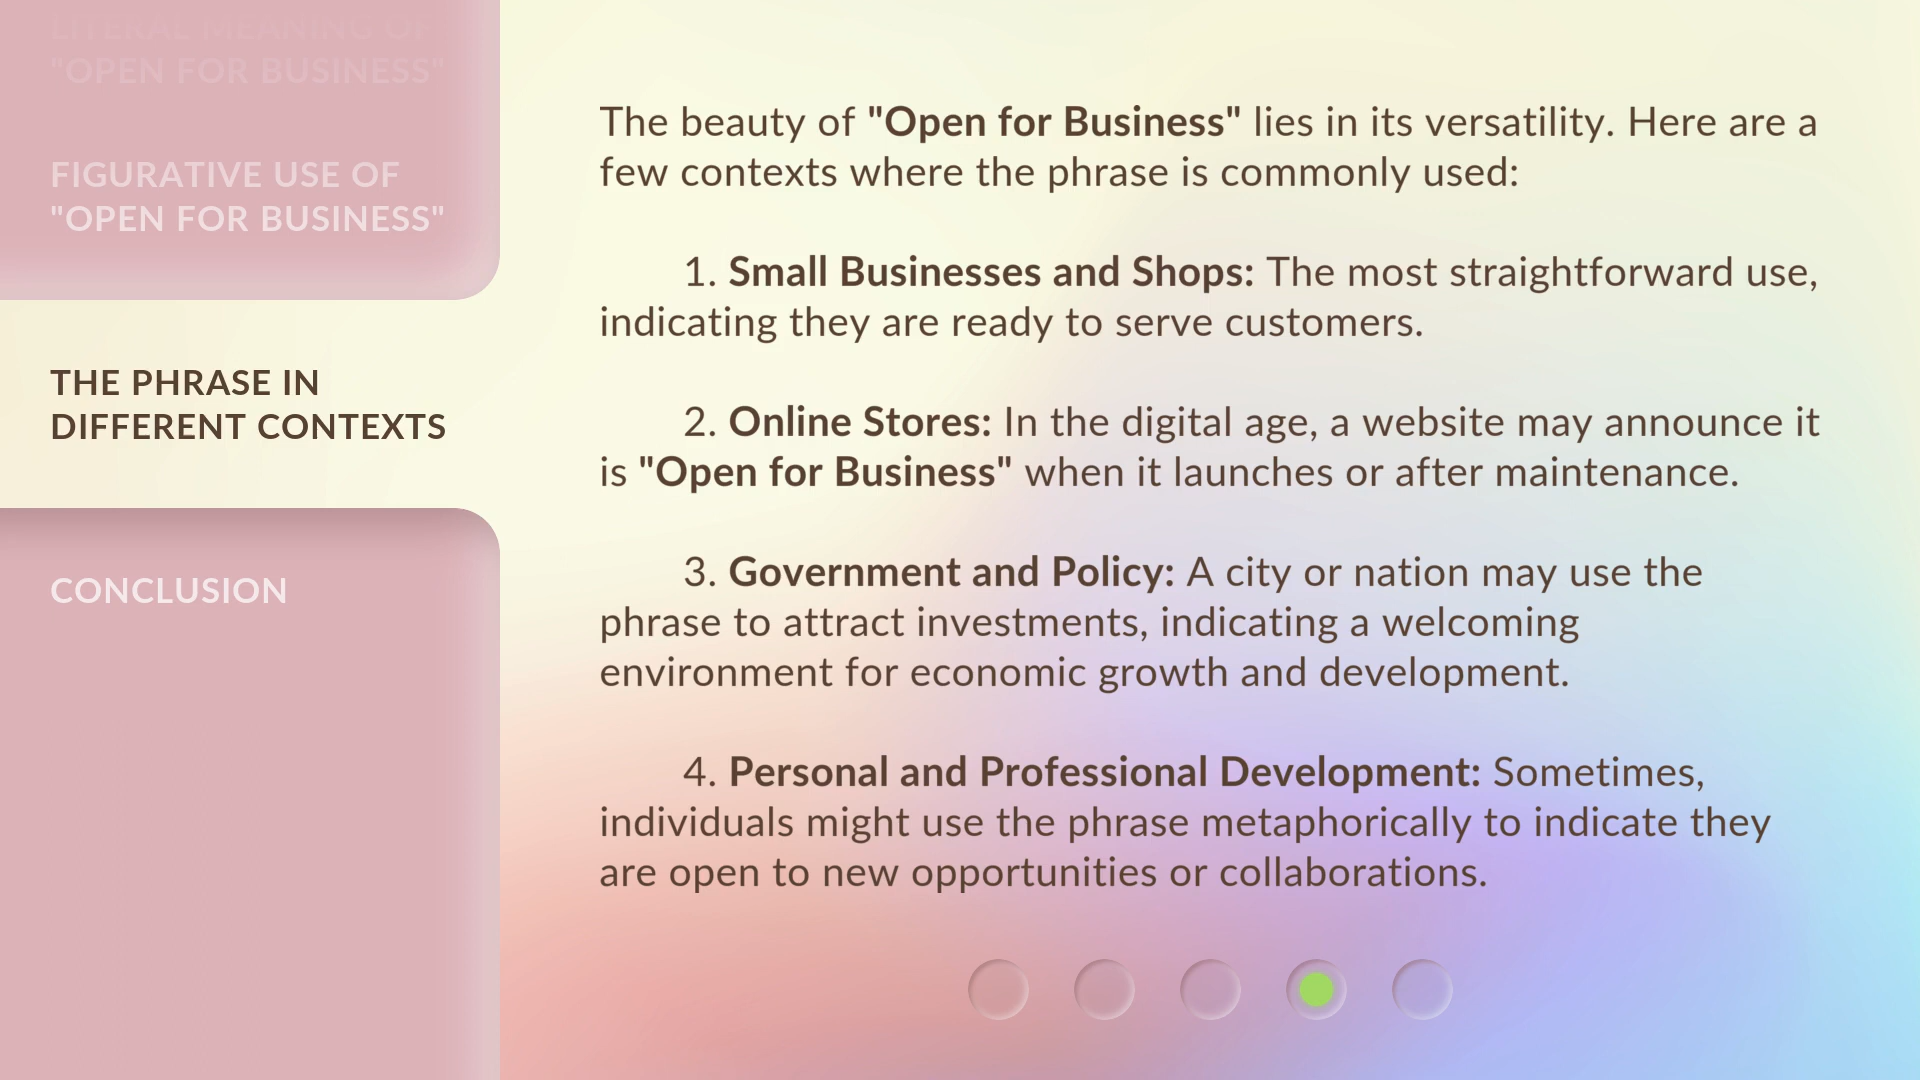 LITERAL MEANING OF
"OPEN FOR BUSINESS"
FIGURATIVE USE OF
"OPEN FOR BUSINESS"
THE PHRASE IN
DIFFERENT CONTEXTS
CONCLUSION
The beauty of "Open for Business" lies in its versatility. Here are a
few contexts where the phrase is commonly used:
1. Small Businesses and Shops: The most straightforward use,
indicating they are ready to serve customers.
2. Online Stores: In the digital age, a website may announce it
is "Open for Business" when it launches or after maintenance.
3. Government and Policy: A city or nation may use the
phrase to attract investments, indicating a welcoming
environment for economic growth and development.
4. Personal and Professional Development: Sometimes,
individuals might use the phrase metaphorically to indicate they
are open to new opportunities or collaborations.